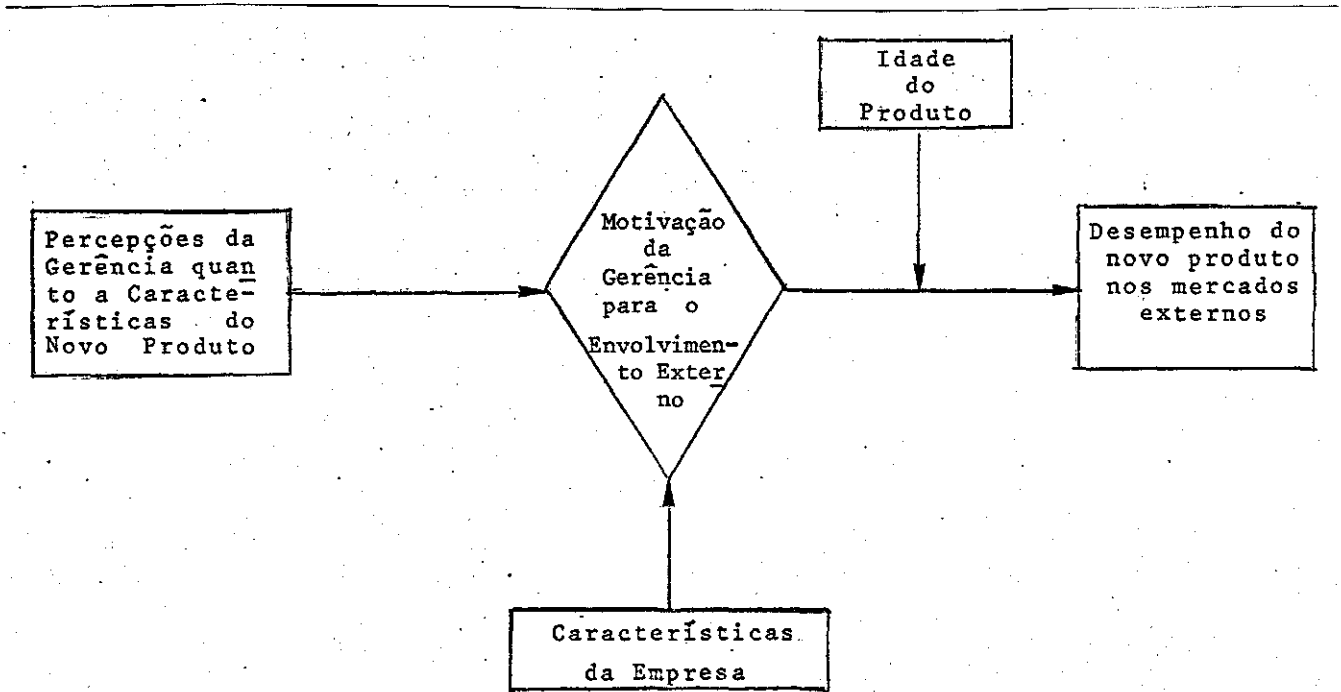 Idade
do
Produto
Percepções da
Gerência quan
to a Caracte-
rísticas do
Novo Produto
Motivação
da
Gerência
para o
Envolvimen-
to Exter
no
Desempenho do
novo produto
nos mercados
externos
Características
da Empresa